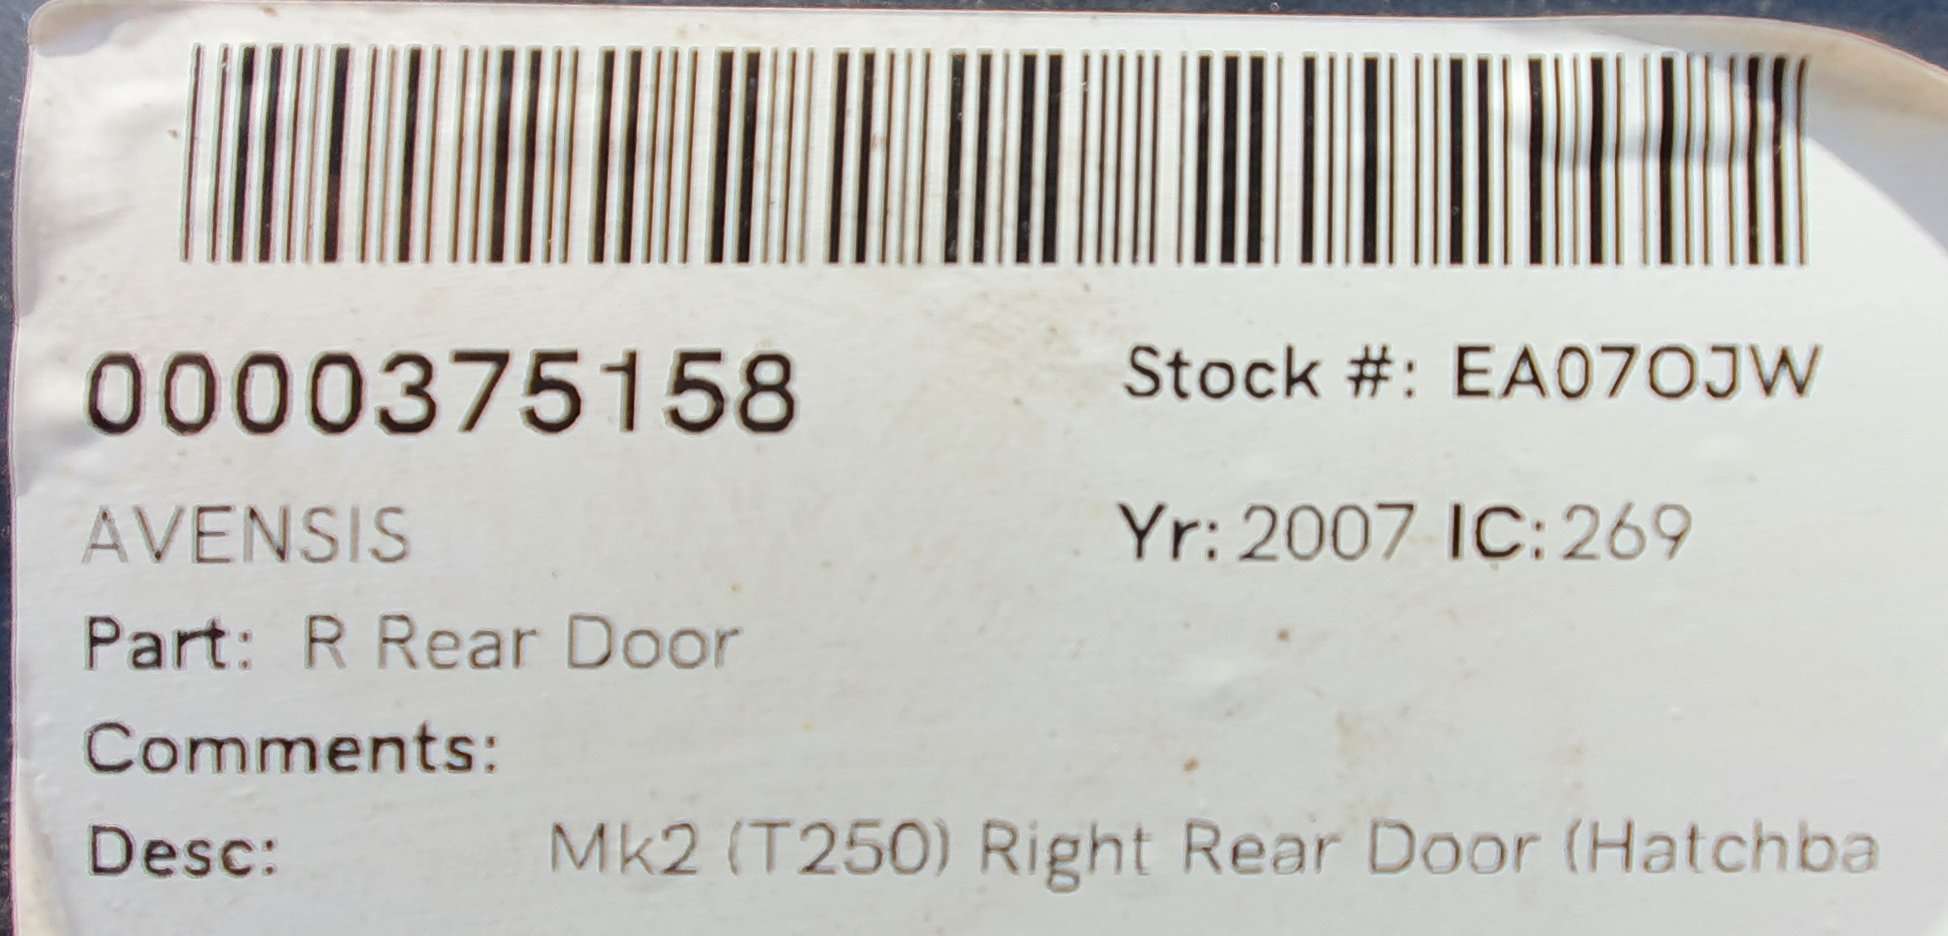 0000375158 Stock #: EA07OJW
AVENSIS Yr: 2007 IC: 269
Part: R Rear Door
Comments:
Desc: Mk2 (T250) Right Rear Door (Hatchba